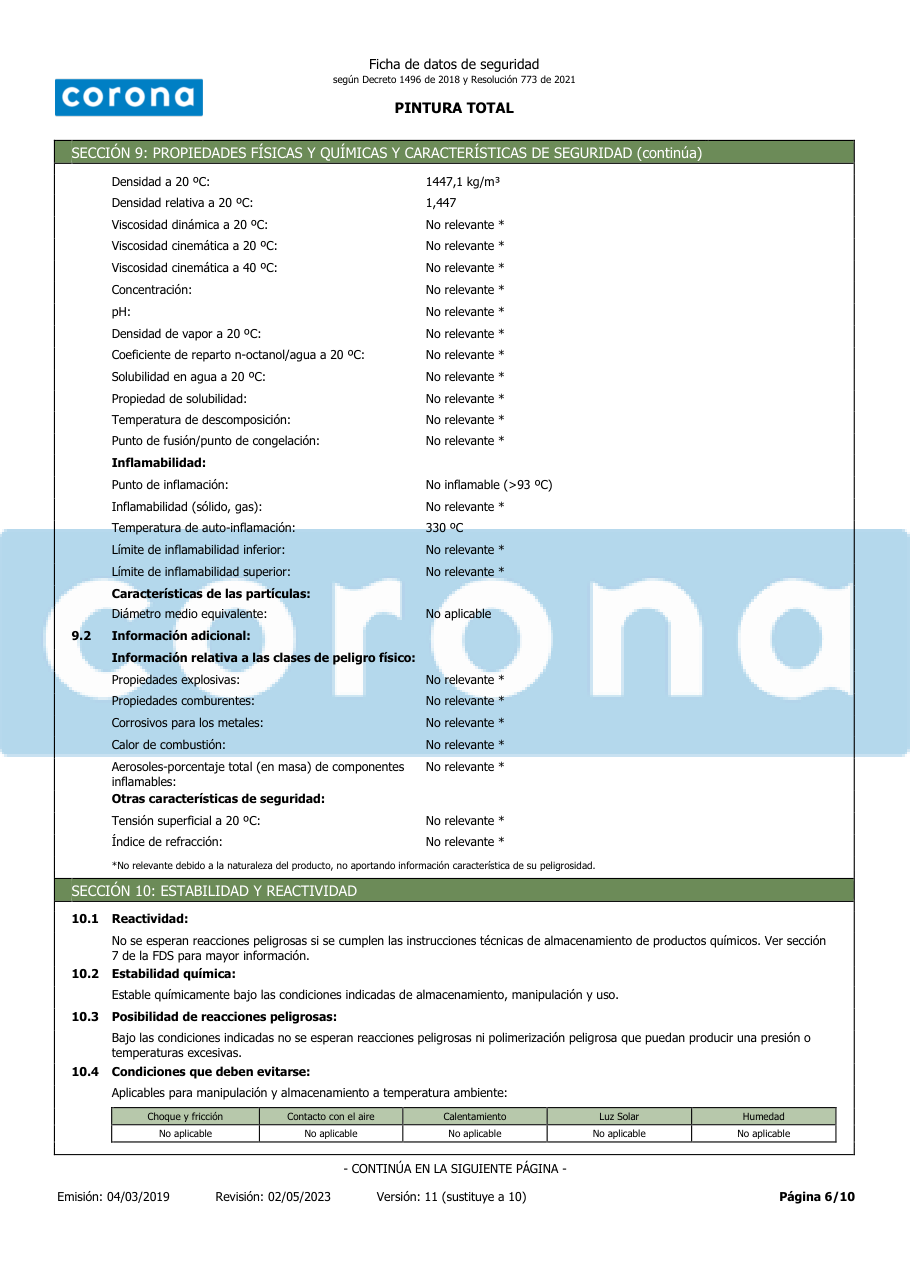 Ficha de datos de seguridad
según Decreto 1496 de 2018 y Resolución 773 de 2021
corona
PINTURA TOTAL
SECCIÓN 9: PROPIEDADES FÍSICAS Y QUÍMICAS Y CARACTERÍSTICAS DE SEGURIDAD (continúa)
Densidad a 20 ºC: 1447,1 kg/m³
Densidad relativa a 20 ºC: 1,447
Viscosidad dinámica a 20 ºC: No relevante *
Viscosidad cinemática a 20 ºC: No relevante *
Viscosidad cinemática a 40 ºC: No relevante *
Concentración: No relevante *
pH: No relevante *
Densidad de vapor a 20 ºC: No relevante *
Coeficiente de reparto n-octanol/agua a 20 ºC: No relevante *
Solubilidad en agua a 20 ºC: No relevante *
Propiedad de solubilidad: No relevante *
Temperatura de descomposición: No relevante *
Punto de fusión/punto de congelación: No relevante *
Inflamabilidad:
Punto de inflamación: No inflamable (>93 ºC)
Inflamabilidad (sólido, gas): No relevante *
Temperatura de auto-inflamación: 330 ºC
Límite de inflamabilidad inferior: No relevante *
Límite de inflamabilidad superior: No relevante *
Características de las partículas:
Diámetro medio equivalente: No aplicable
9.2 Información adicional:
Información relativa a las clases de peligro físico:
Propiedades explosivas: No relevante *
Propiedades comburentes: No relevante *
Corrosivos para los metales: No relevante *
Calor de combustión: No relevante *
Aerosoles-porcentaje total (en masa) de componentes No relevante *
inflamables:
Otras características de seguridad:
Tensión superficial a 20 ºC: No relevante *
Índice de refracción: No relevante *
*No relevante debido a la naturaleza del producto, no aportando información característica de su peligrosidad.
corona
SECCIÓN 10: ESTABILIDAD Y REACTIVIDAD
10.1 Reactividad:
No se esperan reacciones peligrosas si se cumplen las instrucciones técnicas de almacenamiento de productos químicos. Ver sección
7 de la FDS para mayor información.
10.2 Estabilidad química:
Estable químicamente bajo las condiciones indicadas de almacenamiento, manipulación y uso.
10.3 Posibilidad de reacciones peligrosas:
Bajo las condiciones indicadas no se esperan reacciones peligrosas ni polimerización peligrosa que puedan producir una presión o
temperaturas excesivas.
10.4 Condiciones que deben evitarse:
Aplicables para manipulación y almacenamiento a temperatura ambiente:
Choque y fricción Contacto con el aire Calentamiento Luz Solar Humedad
No aplicable No aplicable No aplicable No aplicable No aplicable
- CONTINÚA EN LA SIGUIENTE PÁGINA -
Emisión: 04/03/2019 Revisión: 02/05/2023 Versión: 11 (sustituye a 10) Página 6/10